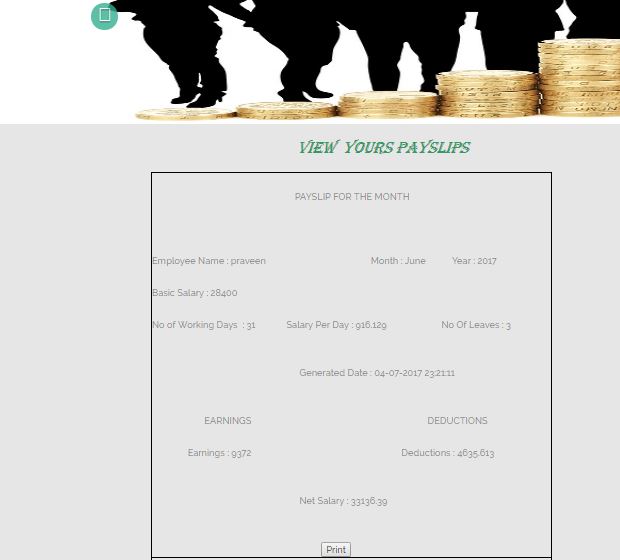 VIEW YOURS PAYSLIPS
PAYSLIP FOR THE MONTH
Employee Name : praveen Month : June Year : 2017
Basic Salary : 28400
No of Working Days : 31 Salary Per Day : 916.129 No Of Leaves : 3
Generated Date : 04-07-2017 23:21:11
EARNINGS DEDUCTIONS
Earnings : 9372 Deductions : 4635.613
Net Salary : 33136.39
Print